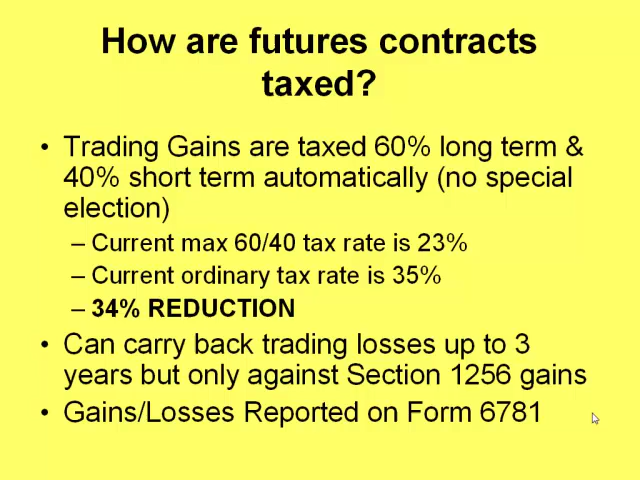 How are futures contracts
taxed?
• Trading Gains are taxed 60% long term &
40% short term automatically (no special
election)
– Current max 60/40 tax rate is 23%
– Current ordinary tax rate is 35%
– 34% REDUCTION
• Can carry back trading losses up to 3
years but only against Section 1256 gains
• Gains/Losses Reported on Form 6781